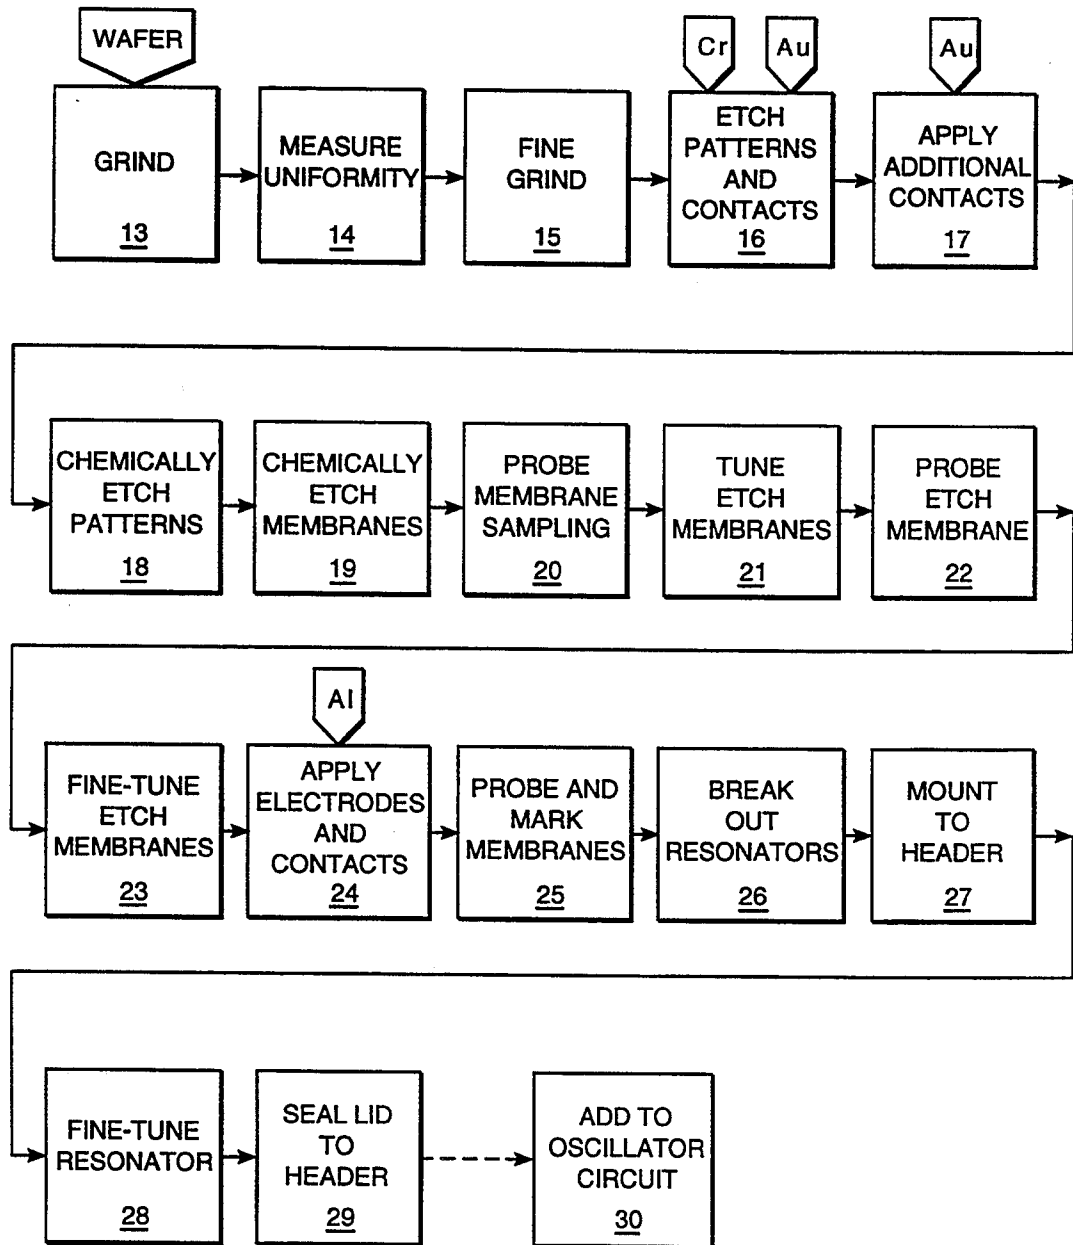 WAFER
Cr
Au
Au
GRIND
13
MEASURE
UNIFORMITY
14
FINE
GRIND
15
ETCH
PATTERNS
AND
CONTACTS
16
APPLY
ADDITIONAL
CONTACTS
17
CHEMICALLY
ETCH
PATTERNS
18
CHEMICALLY
ETCH
MEMBRANES
19
PROBE
MEMBRANE
SAMPLING
20
TUNE
ETCH
MEMBRANES
21
PROBE
ETCH
MEMBRANE
22
Al
FINE-TUNE
ETCH
MEMBRANES
23
APPLY
ELECTRODES
AND
CONTACTS
24
PROBE AND
MARK
MEMBRANES
25
BREAK
OUT
RESONATORS
26
MOUNT
TO
HEADER
27
FINE-TUNE
RESONATOR
28
SEAL LID
TO
HEADER
29
ADD TO
OSCILLATOR
CIRCUIT
30